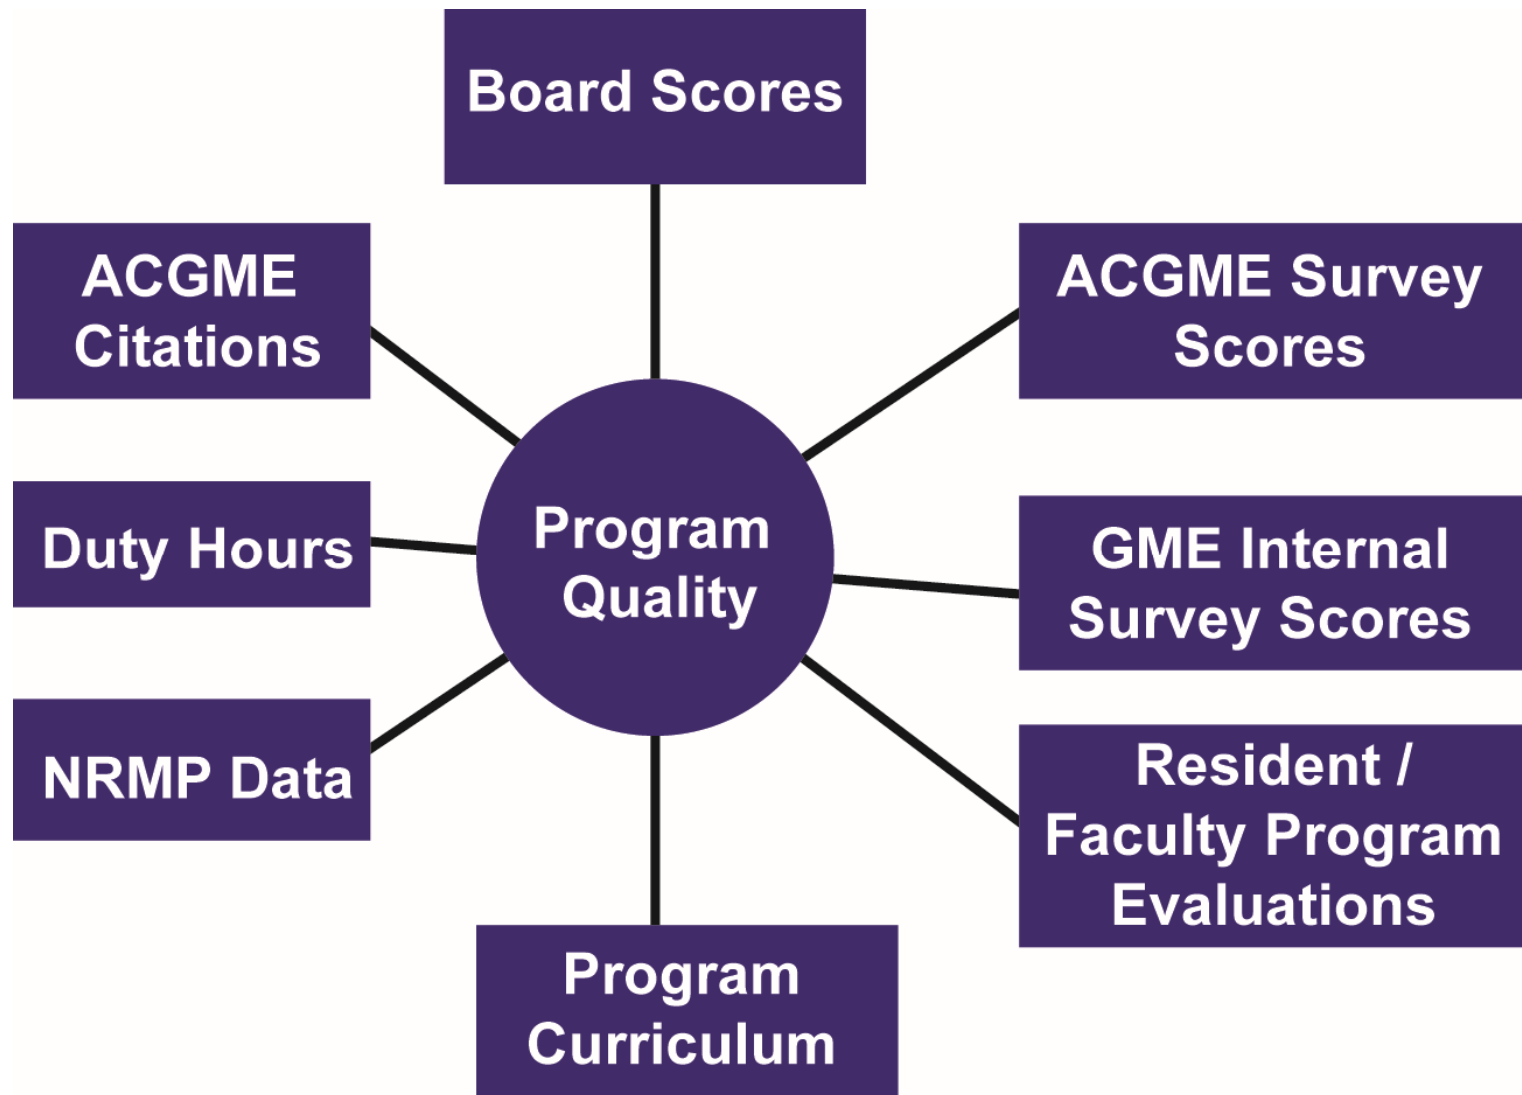 Board Scores
ACGME
Citations
ACGME Survey
Scores
Duty Hours
Program
Quality
GME Internal
Survey Scores
NRMP Data
Resident /
Faculty Program
Evaluations
Program
Curriculum